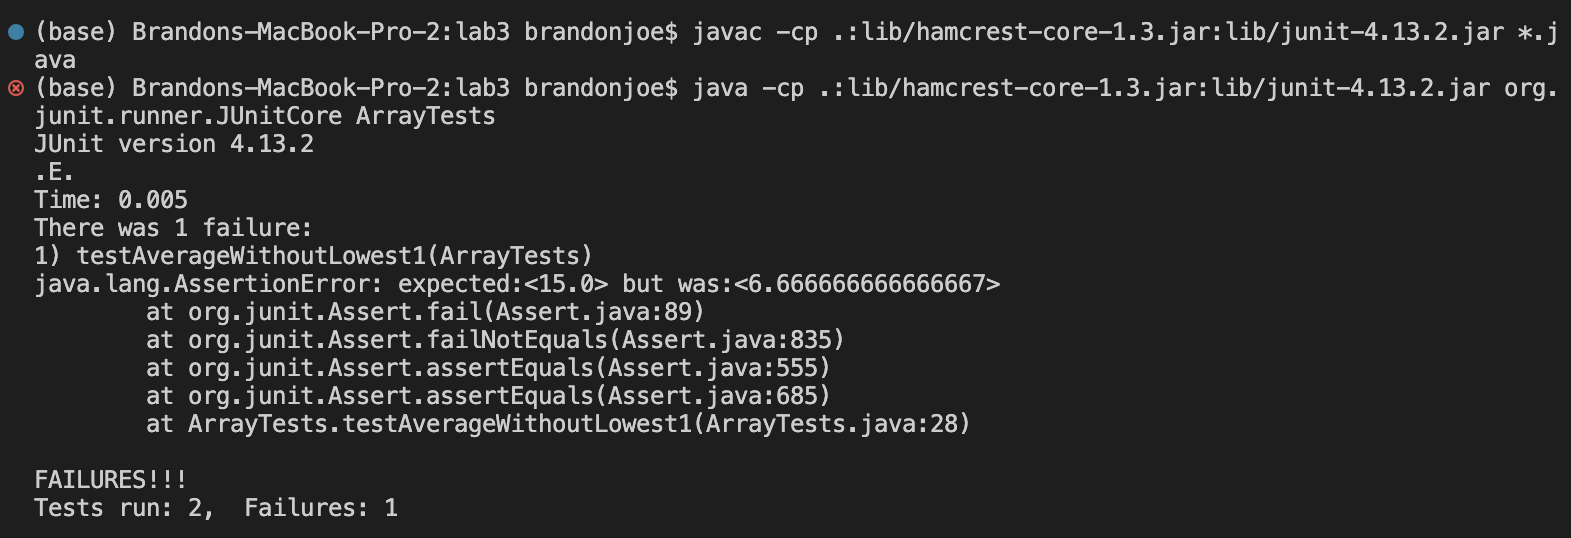 (base) Brandons-MacBook-Pro-2:lab3 brandonjoe$ javac -cp .:lib/hamcrest-core-1.3.jar:lib/junit-4.13.2.jar *.j
ava
(base) Brandons-MacBook-Pro-2:lab3 brandonjoe$ java -cp .:lib/hamcrest-core-1.3.jar:lib/junit-4.13.2.jar org.
junit.runner.JUnitCore ArrayTests
JUnit version 4.13.2
.E.
Time: 0.005
There was 1 failure:
1) testAverageWithoutLowest1(ArrayTests)
java.lang.AssertionError: expected:<15.0> but was:<6.666666666666667>
        at org.junit.Assert.fail(Assert.java:89)
        at org.junit.Assert.failNotEquals(Assert.java:835)
        at org.junit.Assert.assertEquals(Assert.java:555)
        at org.junit.Assert.assertEquals(Assert.java:685)
        at ArrayTests.testAverageWithoutLowest1(ArrayTests.java:28)

FAILURES!!!
Tests run: 2,  Failures: 1